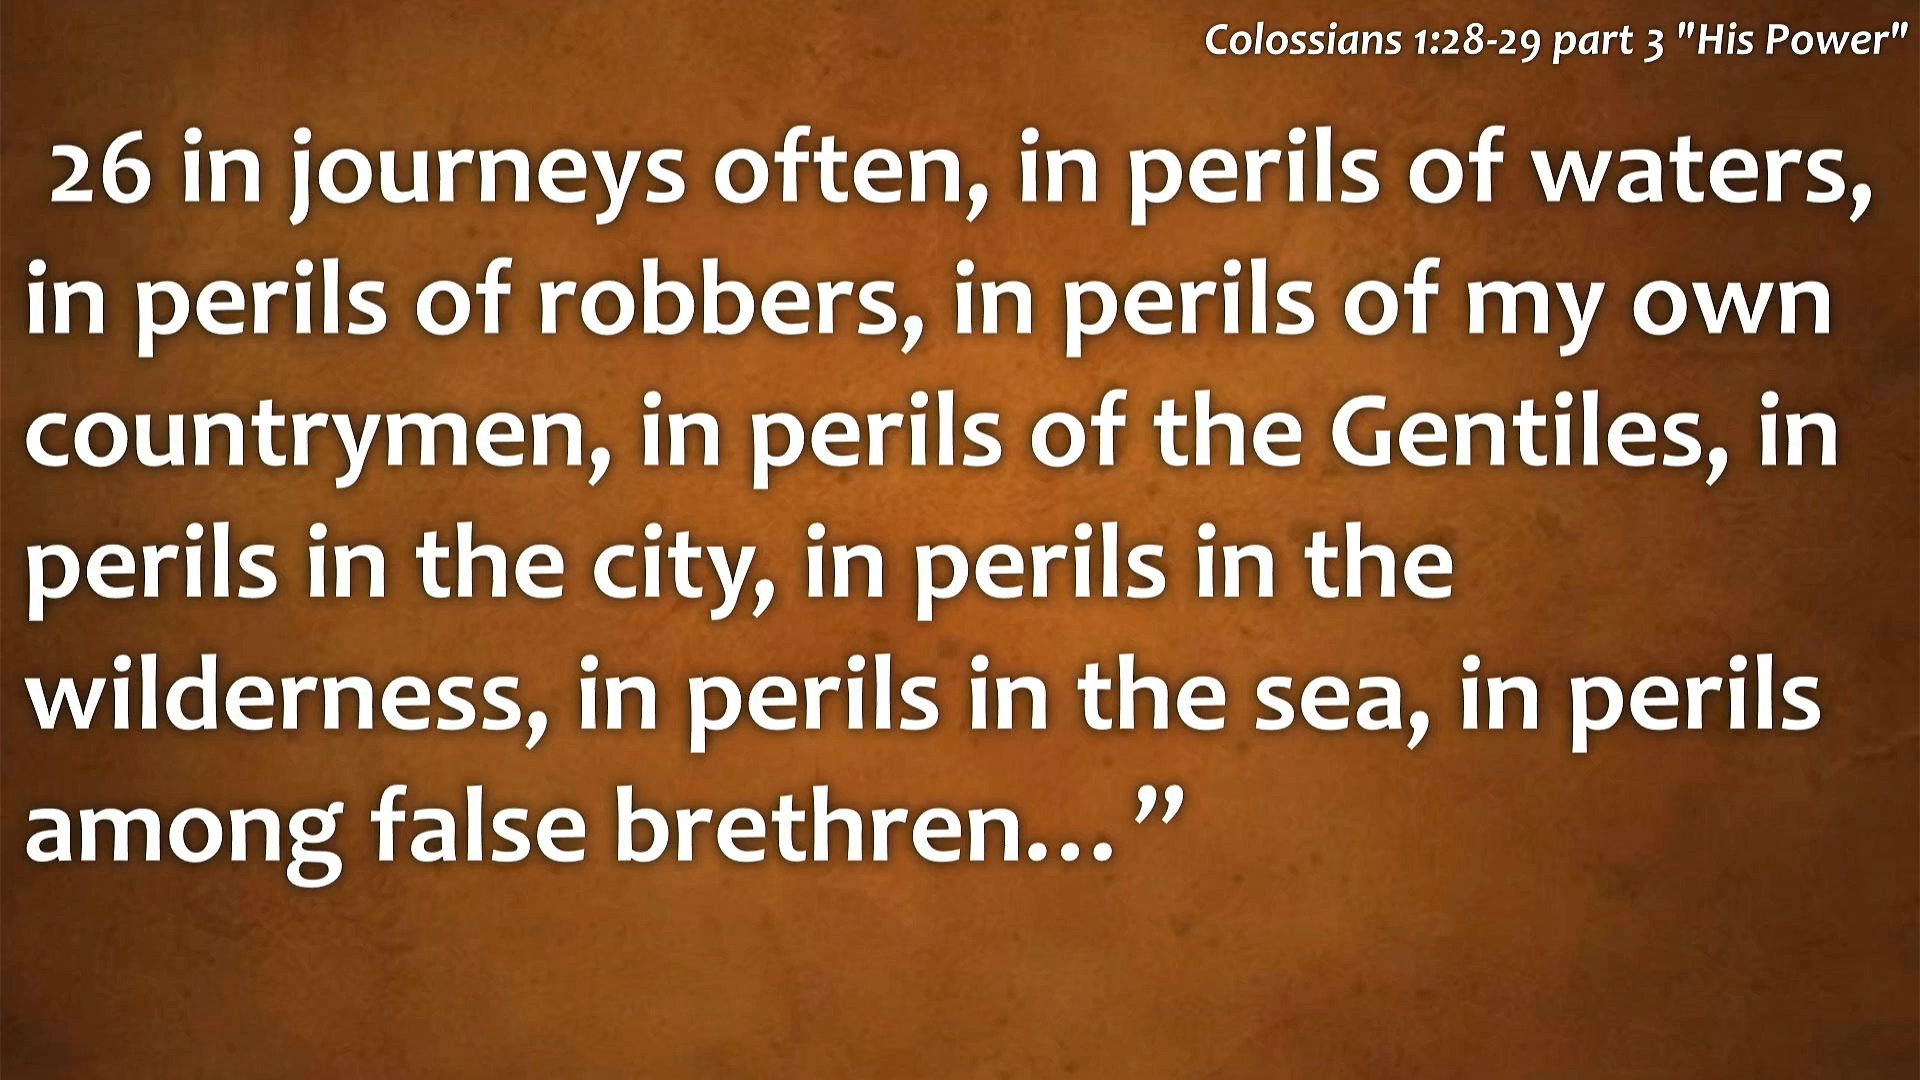 Colossians 1:28-29 part 3 "His Power"
26 in journeys often, in perils of waters,
in perils of robbers, in perils of my own
countrymen, in perils of the Gentiles, in
perils in the city, in perils in the
wilderness, in perils in the sea, in perils
among false brethren…”